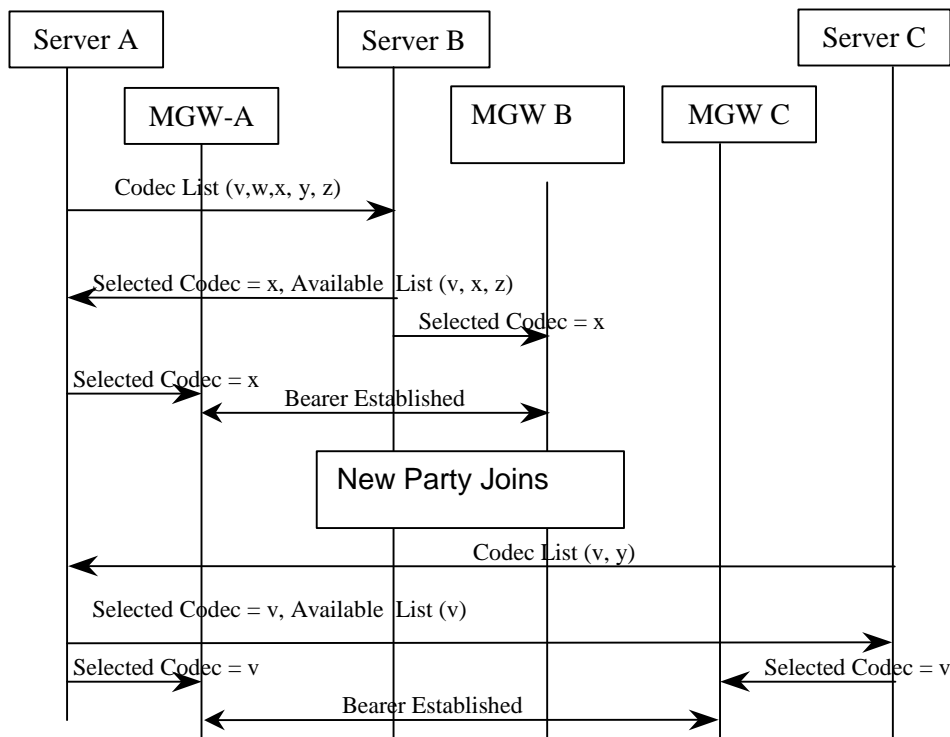 Server A
Server B
Server C
MGW-A
MGW B
MGW C
Codec List (v,w,x, y, z)
Selected Codec = x, Available List (v, x, z)
Selected Codec = x
Selected Codec = x
Bearer Established
New Party Joins
Codec List (v, y)
Selected Codec = v, Available List (v)
Selected Codec = v
Selected Codec = v
Bearer Established